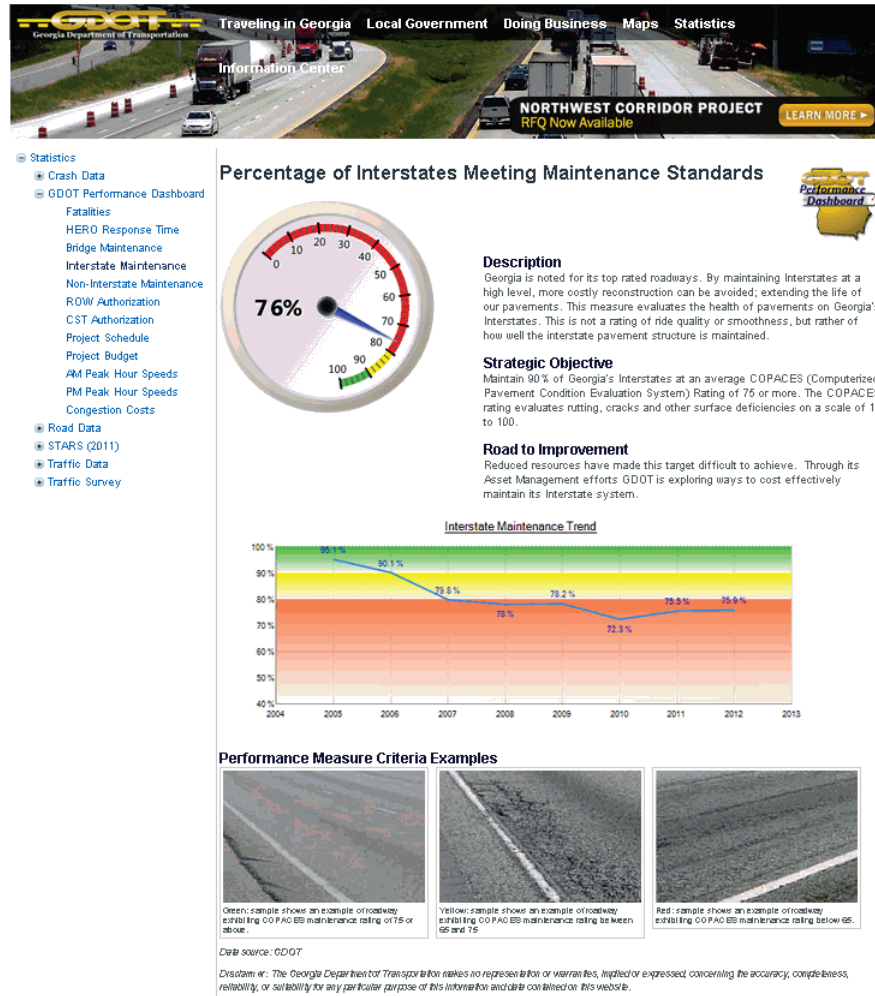 GDOT
Georgia Department of Transportation
Traveling in Georgia Local Government Doing Business Maps Statistics
Information Center
NORTHWEST CORRIDOR PROJECT
RFQ Now Available
LEARN MORE
Statistics
Crash Data
GDOT Performance Dashboard
Fatalities
HERO Response Time
Bridge Maintenance
Interstate Maintenance
Non-Interstate Maintenance
ROW Authorization
CST Authorization
Project Schedule
Project Budget
AM Peak Hour Speeds
PM Peak Hour Speeds
Congestion Costs
Road Data
STARS (2011)
Traffic Data
Traffic Survey
Percentage of Interstates Meeting Maintenance Standards
GDOT
Performance
Dashboard
0 10 20 30 40 50 60 70 80 90 100
76%
Description
Georgia is noted for its top rated roadways. By maintaining Interstates at a
high level, more costly reconstruction can be avoided; extending the life of
our pavements. This measure evaluates the health of pavements on Georgia's
Interstates. This is not a rating of ride quality or smoothness, but rather of
how well the interstate pavement structure is maintained.
Strategic Objective
Maintain 90% of Georgia's Interstates at an average COPACES (Computerized
Pavement Condition Evaluation System) Rating of 75 or more. The COPACES
rating evaluates rutting, cracks and other surface deficiencies on a scale of 1
to 100.
Road to Improvement
Reduced resources have made this target difficult to achieve. Through its
Asset Management efforts GDOT is exploring ways to cost effectively
maintain its Interstate system.
Interstate Maintenance Trend
100 %
90 %
80 %
70 %
60 %
50 %
40 %
95.1 %
90.1 %
79.8 %
78 %
78.2 %
72.3 %
75.5 %
75.9 %
2004 2005 2006 2007 2008 2009 2010 2011 2012 2013
Performance Measure Criteria Examples
Green: sample shows an example of roadway
exhibiting COPACES maintenance rating of 75 or
above.
Yellow: sample shows an example of roadway
exhibiting COPACES maintenance rating between
65 and 75
Red: sample shows an example of roadway
exhibiting COPACES maintenance rating below 65.
Data source: GDOT
Disclaimer: The Georgia Department of Transportation makes no representation or warranties, implied or expressed, concerning the accuracy, completeness,
reliability, or suitability for any particular purpose of this information and data contained on this website.